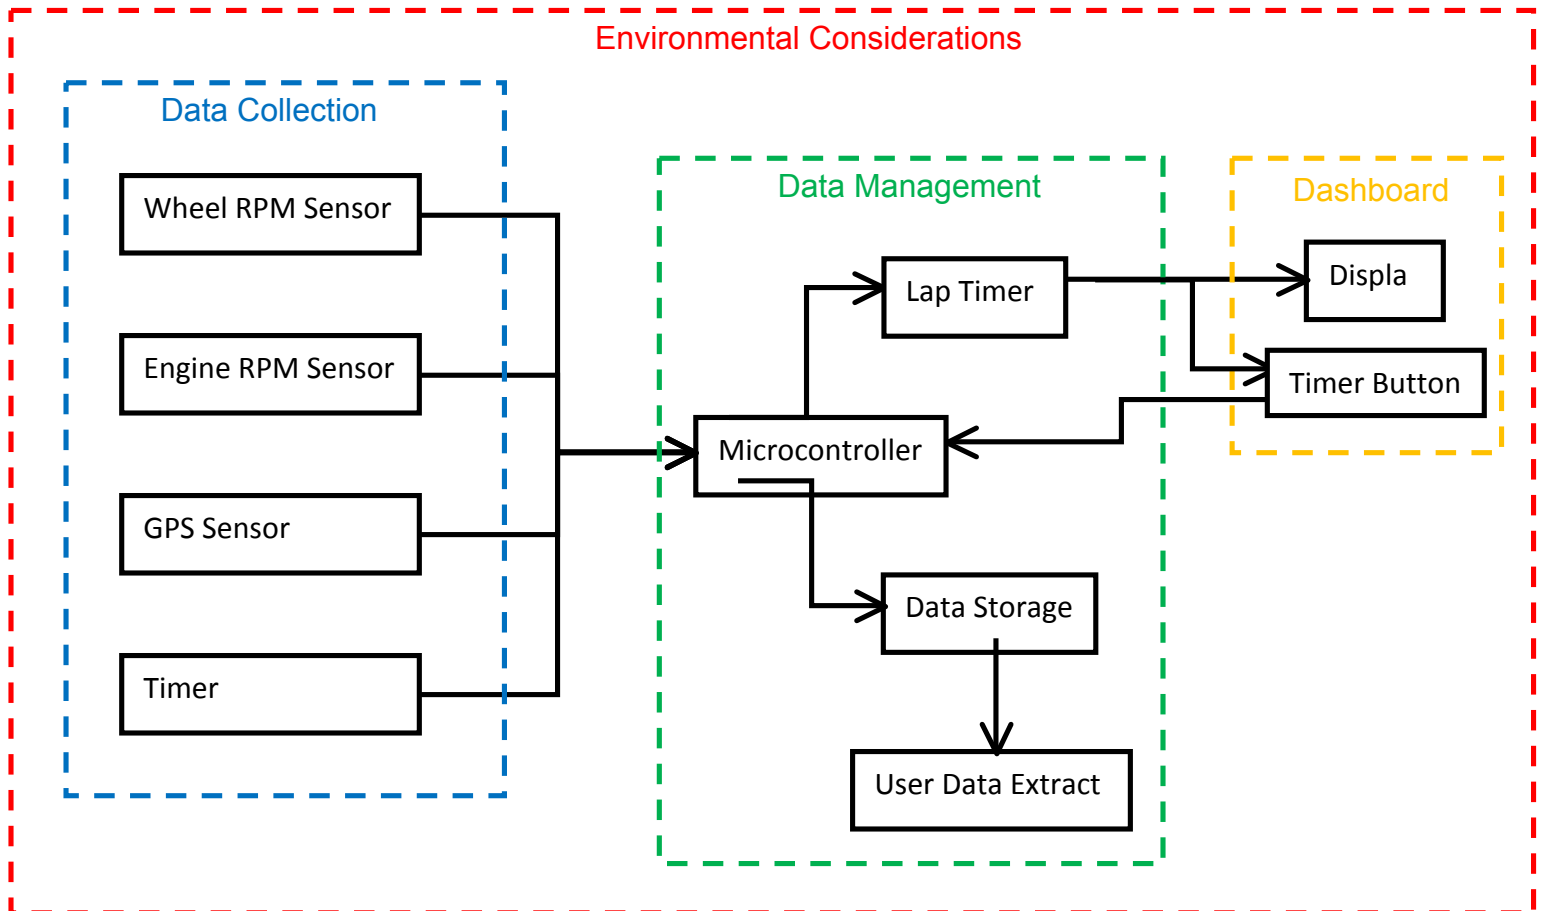 Environmental Considerations
Data Collection
Wheel RPM Sensor
Engine RPM Sensor
GPS Sensor
Timer
Data Management
Lap Timer
Microcontroller
Data Storage
User Data Extract
Dashboard
Displa
Timer Button